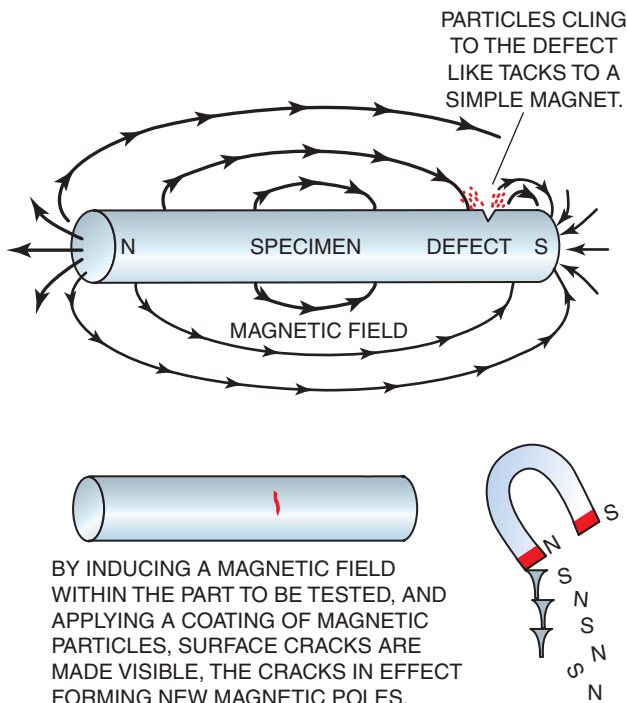 PARTICLES CLING
TO THE DEFECT
LIKE TACKS TO A
SIMPLE MAGNET.
N SPECIMEN DEFECT S
MAGNETIC FIELD
BY INDUCING A MAGNETIC FIELD
WITHIN THE PART TO BE TESTED, AND
APPLYING A COATING OF MAGNETIC
PARTICLES, SURFACE CRACKS ARE
MADE VISIBLE, THE CRACKS IN EFFECT
FORMING NEW MAGNETIC POLES.
S
N
S
N
S
N
S
N